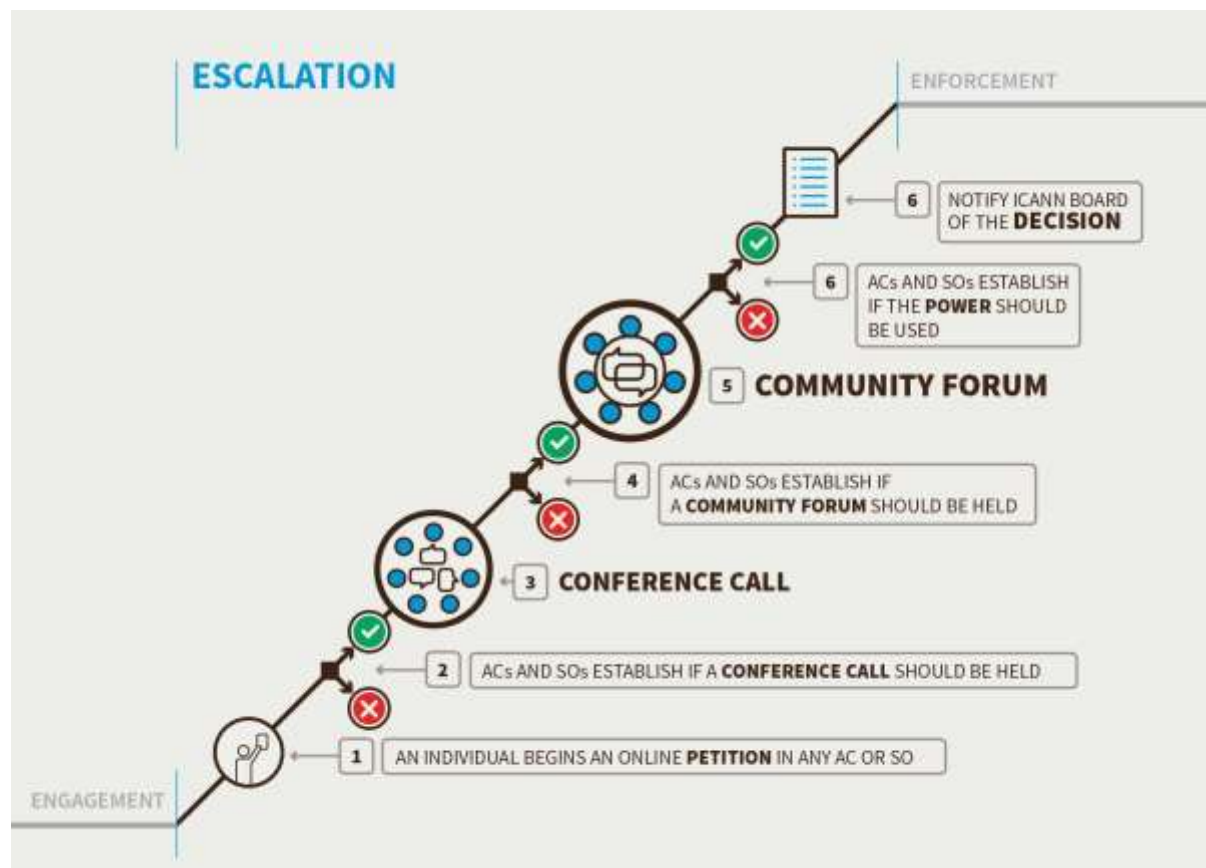 ESCALATION
ENFORCEMENT
6
NOTIFY ICANN BOARD
OF THE DECISION
6
ACs AND SOs ESTABLISH
IF THE POWER SHOULD
BE USED
5
COMMUNITY FORUM
4
ACs AND SOs ESTABLISH IF
A COMMUNITY FORUM SHOULD BE HELD
3
CONFERENCE CALL
2
ACs AND SOs ESTABLISH IF A CONFERENCE CALL SHOULD BE HELD
1
AN INDIVIDUAL BEGINS AN ONLINE PETITION IN ANY AC OR SO
ENGAGEMENT